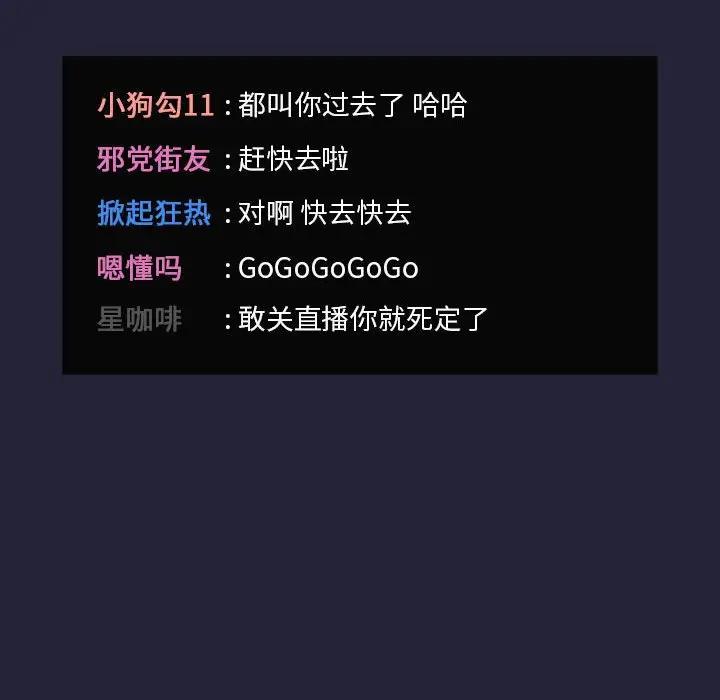 小狗勾11 : 都叫你过去了 哈哈
邪党街友 : 赶快去啦
掀起狂热 : 对啊 快去快去
嗯懂吗 : GoGoGoGoGo
星咖啡 : 敢关直播你就死定了